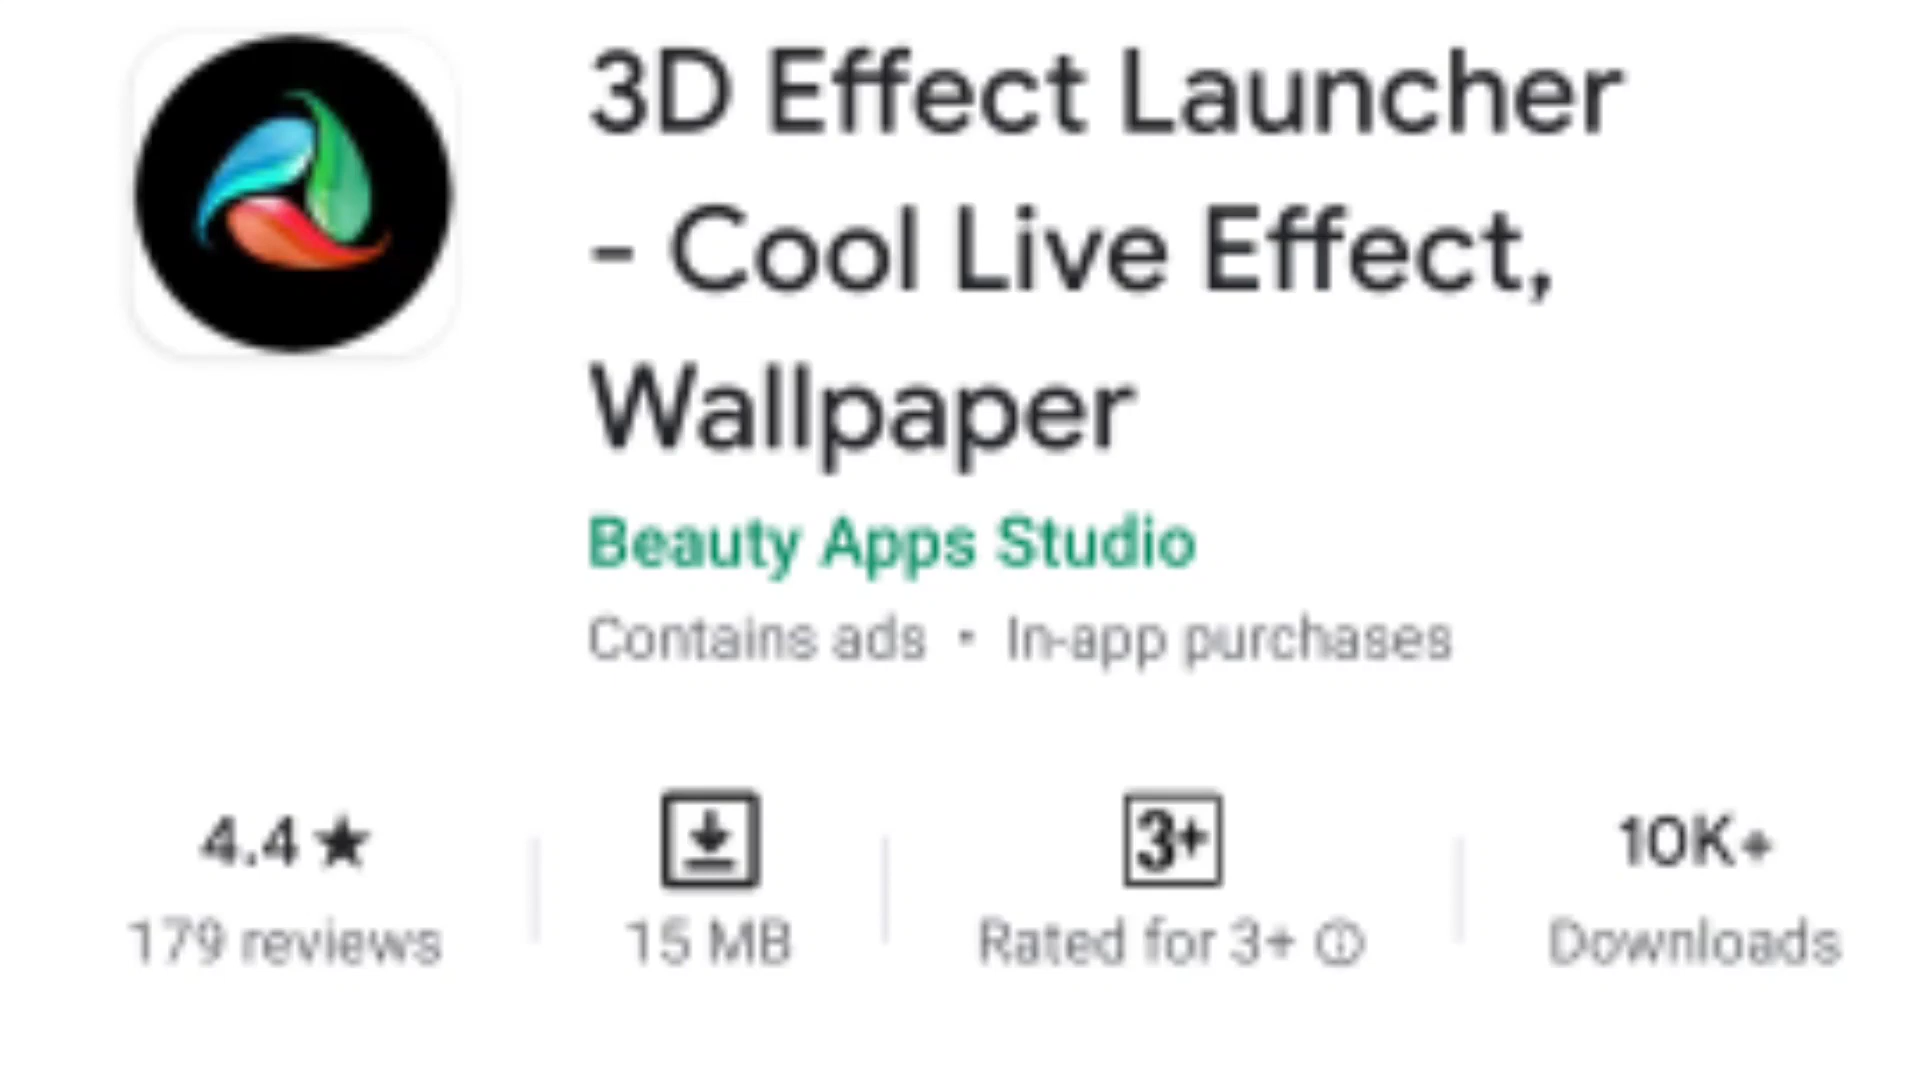 3D Effect Launcher
- Cool Live Effect,
Wallpaper
Beauty Apps Studio
Contains ads • In-app purchases
4.4★
179 reviews
15 MB
3+
Rated for 3+
10K+
Downloads